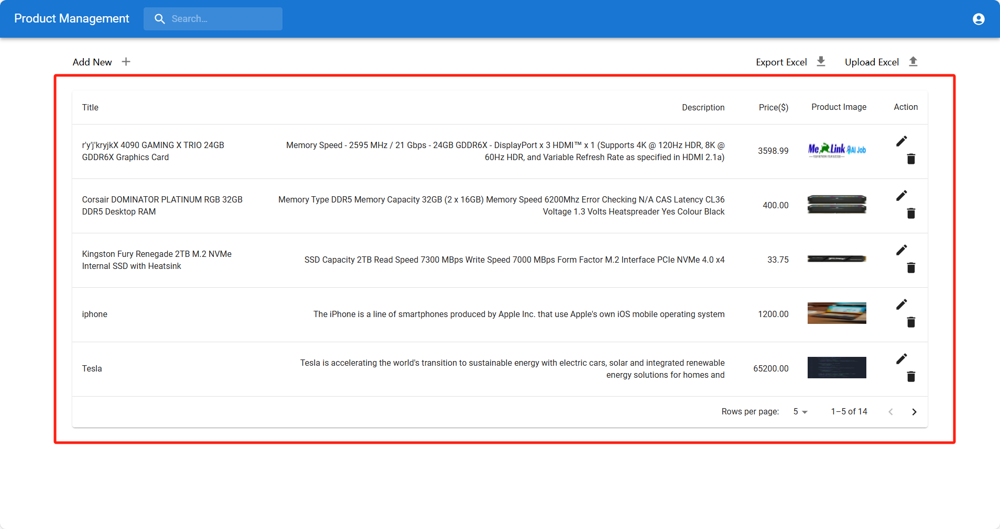 Product Management
Search...
Add New
Export Excel
Upload Excel
Title
Description
Price($)
Product Image
Action
r'y'j'kryjkX 4090 GAMING X TRIO 24GB
GDDR6X Graphics Card
Memory Speed - 2595 MHz / 21 Gbps - 24GB GDDR6X - DisplayPort x 3 HDMI™ x 1 (Supports 4K @ 120Hz HDR, 8K @
60Hz HDR, and Variable Refresh Rate as specified in HDMI 2.1a)
3598.99
Me Link AI Job
YOUR NETWORK YOUR SUCCESS
Corsair DOMINATOR PLATINUM RGB 32GB
DDR5 Desktop RAM
Memory Type DDR5 Memory Capacity 32GB (2 x 16GB) Memory Speed 6200Mhz Error Checking N/A CAS Latency CL36
Voltage 1.3 Volts Heatspreader Yes Colour Black
400.00
Kingston Fury Renegade 2TB M.2 NVMe
Internal SSD with Heatsink
SSD Capacity 2TB Read Speed 7300 MBps Write Speed 7000 MBps Form Factor M.2 Interface PCIe NVMe 4.0 x4
33.75
iphone
The iPhone is a line of smartphones produced by Apple Inc. that use Apple's own iOS mobile operating system
1200.00
Tesla
Tesla is accelerating the world's transition to sustainable energy with electric cars, solar and integrated renewable
energy solutions for homes and
65200.00
Rows per page:
5
1–5 of 14